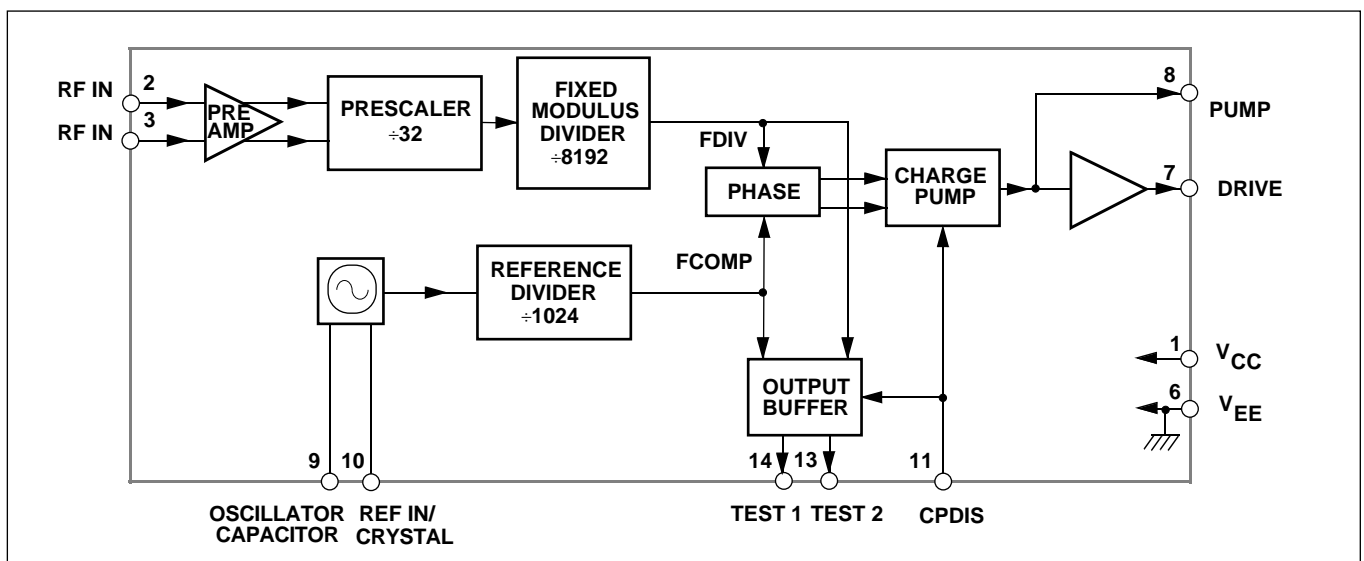 RF IN
2
RF IN
3
PRE
AMP
PRESCALER
÷32
FIXED
MODULUS
DIVIDER
÷8192
FDIV
PHASE
CHARGE
PUMP
8
PUMP
7
DRIVE
REFERENCE
DIVIDER
÷1024
FCOMP
OUTPUT
BUFFER
1
VCC
6
VEE
9
10
14
13
11
OSCILLATOR
CAPACITOR
REF IN/
CRYSTAL
TEST 1
TEST 2
CPDIS